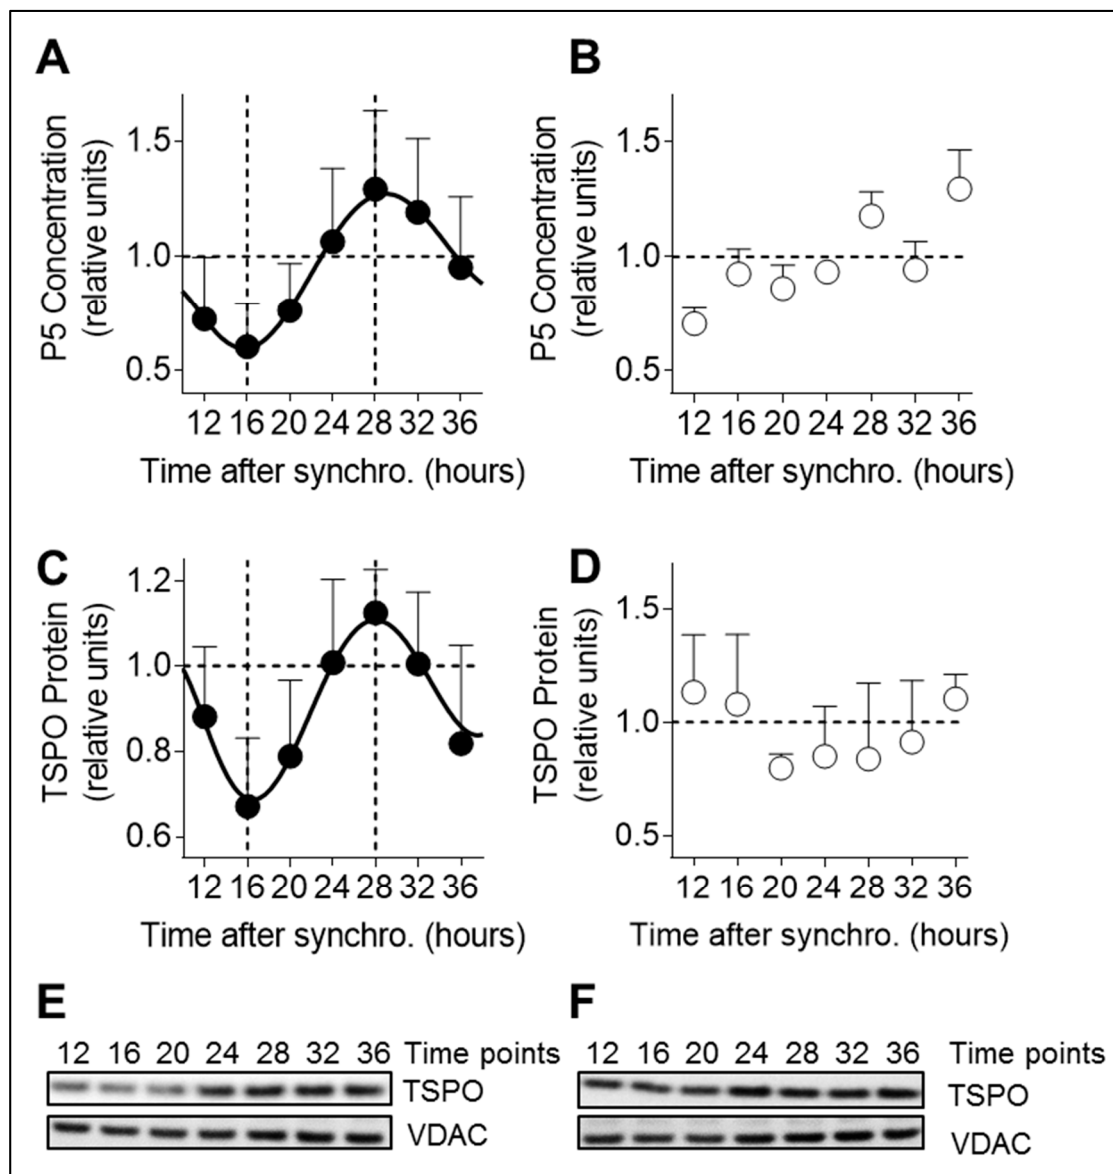 A
P5 Concentration
(relative units)
1.5
1.0
0.5
12 16 20 24 28 32 36
Time after synchro. (hours)
B
P5 Concentration
(relative units)
1.5
1.0
0.5
12 16 20 24 28 32 36
Time after synchro. (hours)
C
TSPO Protein
(relative units)
1.2
1.0
0.8
0.6
12 16 20 24 28 32 36
Time after synchro. (hours)
D
TSPO Protein
(relative units)
1.5
1.0
0.5
12 16 20 24 28 32 36
Time after synchro. (hours)
E
12 16 20 24 28 32 36 Time points
TSPO
VDAC
F
12 16 20 24 28 32 36 Time points
TSPO
VDAC